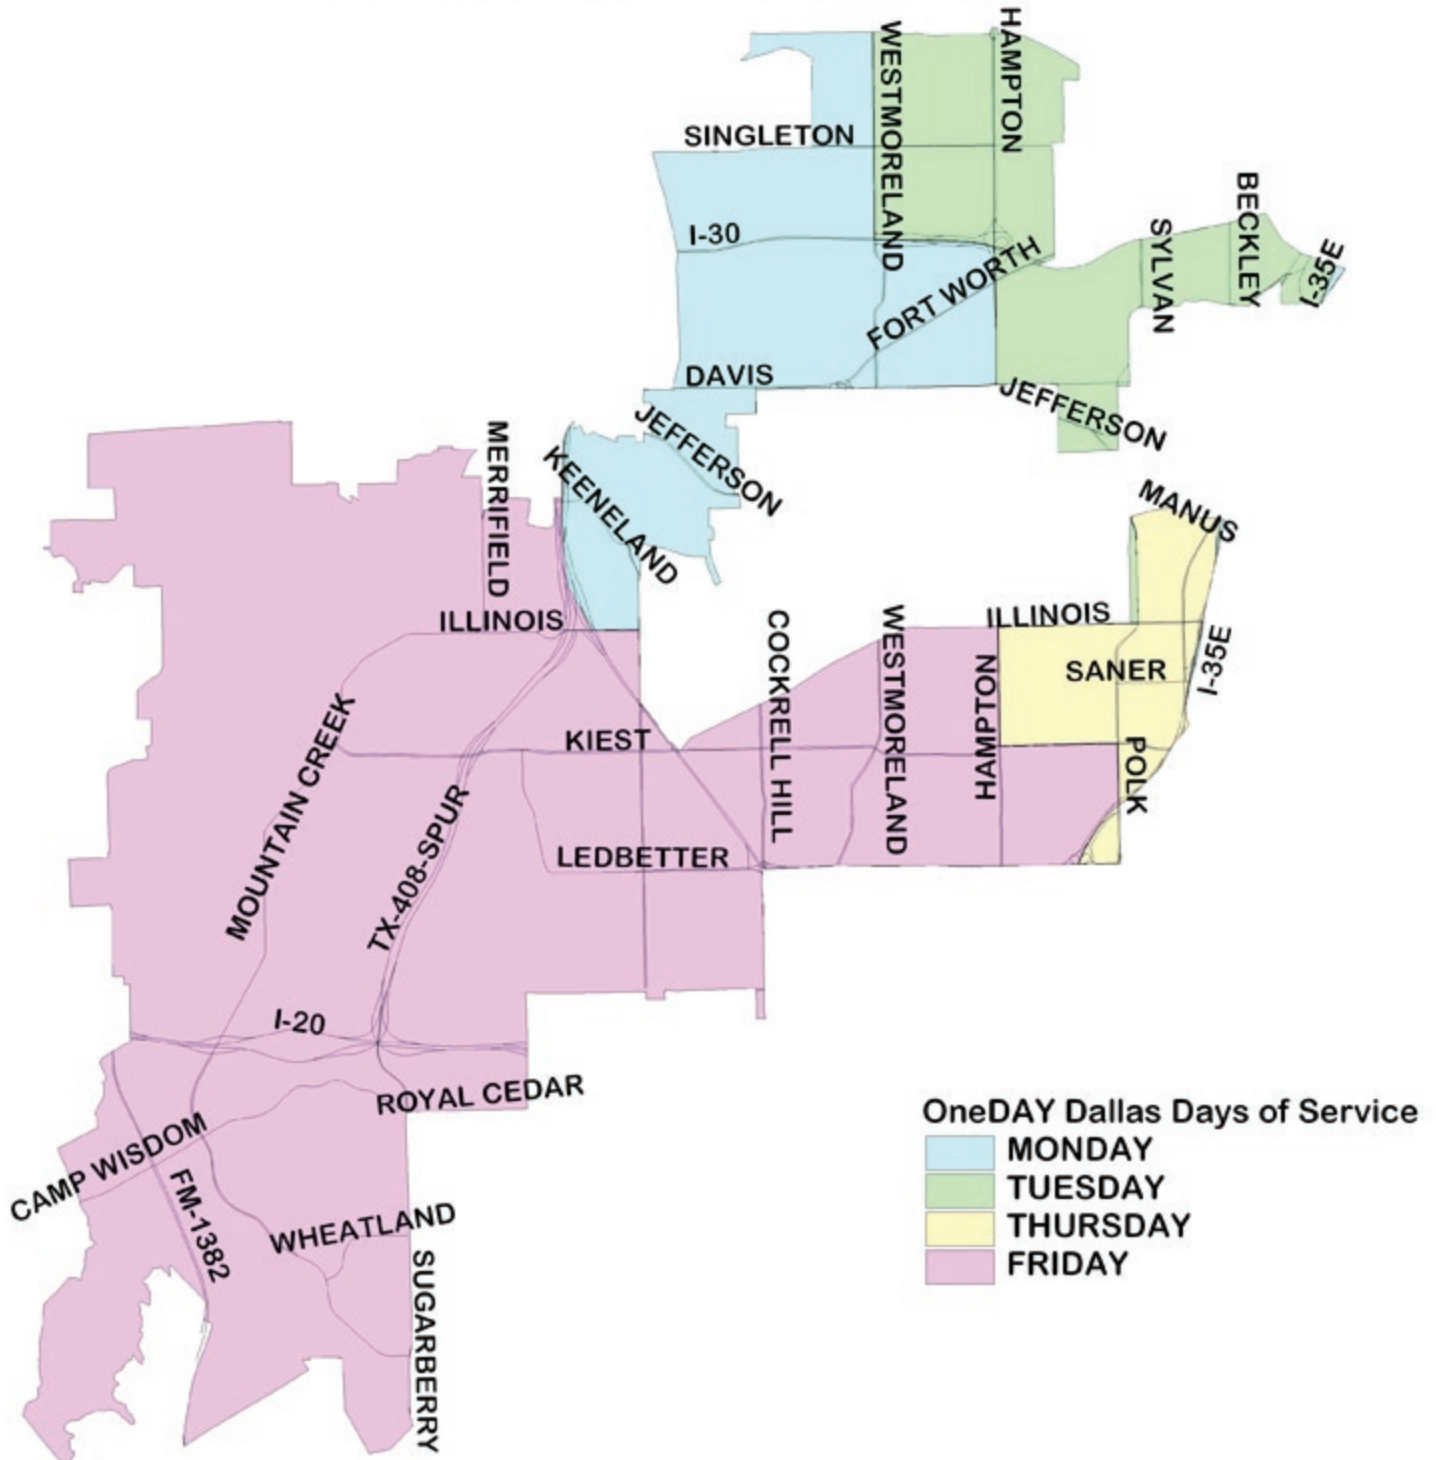 HAMPTON
WESTMORELAND
SINGLETON
BECKLEY
SYLVAN
I-30
FORT WORTH
I-35E
DAVIS
JEFFERSON
JEFFERSON
MERRIFIELD
KEENELAND
MANUS
ILLINOIS
ILLINOIS
COCKRELL HILL
WESTMORELAND
HAMPTON
SANER
I-35E
MOUNTAIN CREEK
KIEST
POLK
TX-408-SPUR
LEDBETTER
I-20
ROYAL CEDAR
CAMP WISDOM
FM-1382
WHEATLAND
SUGARBERRY
OneDAY Dallas Days of Service
MONDAY
TUESDAY
THURSDAY
FRIDAY